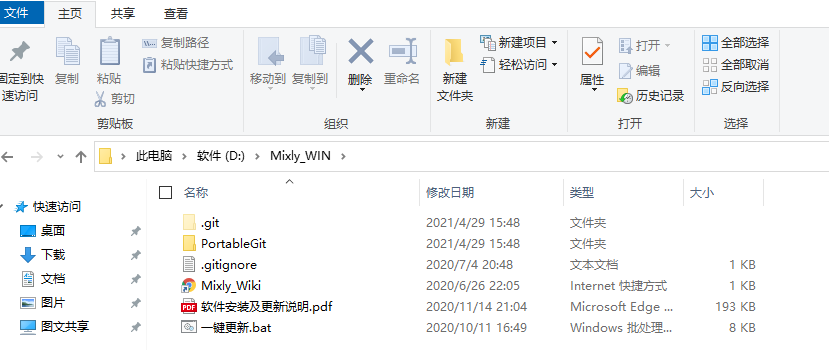 文件 主页 共享 查看
固定到快速访问 复制 粘贴 复制路径 粘贴快捷方式 剪切 移动到 复制到 删除 重命名 新建文件夹 新建项目 轻松访问 属性 打开 编辑 历史记录 全部选择 全部取消 反向选择
剪贴板 组织 新建 打开 选择
此电脑 软件 (D:) Mixly_WIN
名称 修改日期 类型 大小
快速访问
桌面
下载
文档
图片
图文共享
.git 2021/4/29 15:48 文件夹
PortableGit 2021/4/29 15:48 文件夹
.gitignore 2020/7/4 20:48 文本文档 1 KB
Mixly_Wiki 2020/6/26 22:05 Internet 快捷方式 1 KB
软件安装及更新说明.pdf 2020/11/14 21:04 Microsoft Edge ... 193 KB
一键更新.bat 2020/10/11 16:49 Windows 批处理... 8 KB